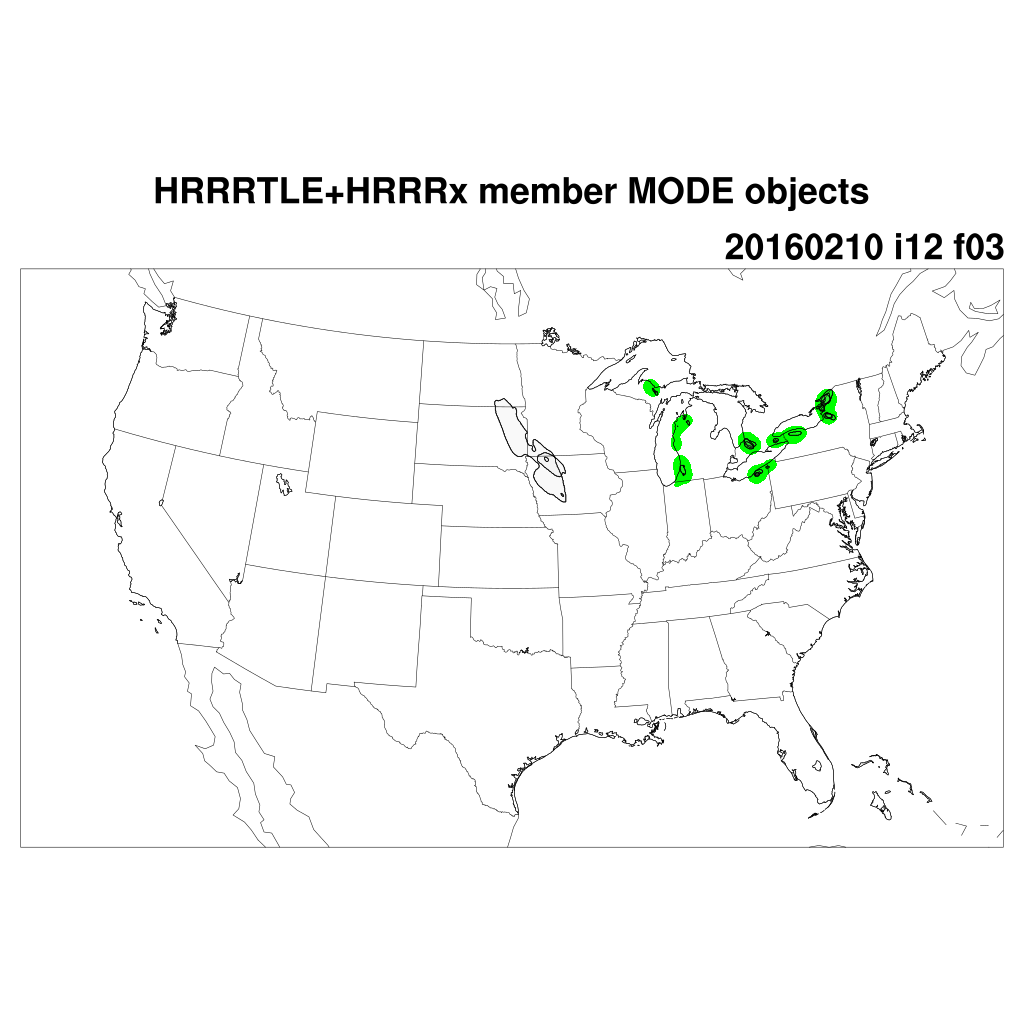 HRRRTLE+HRRRx member MODE objects
20160210 i12 f03